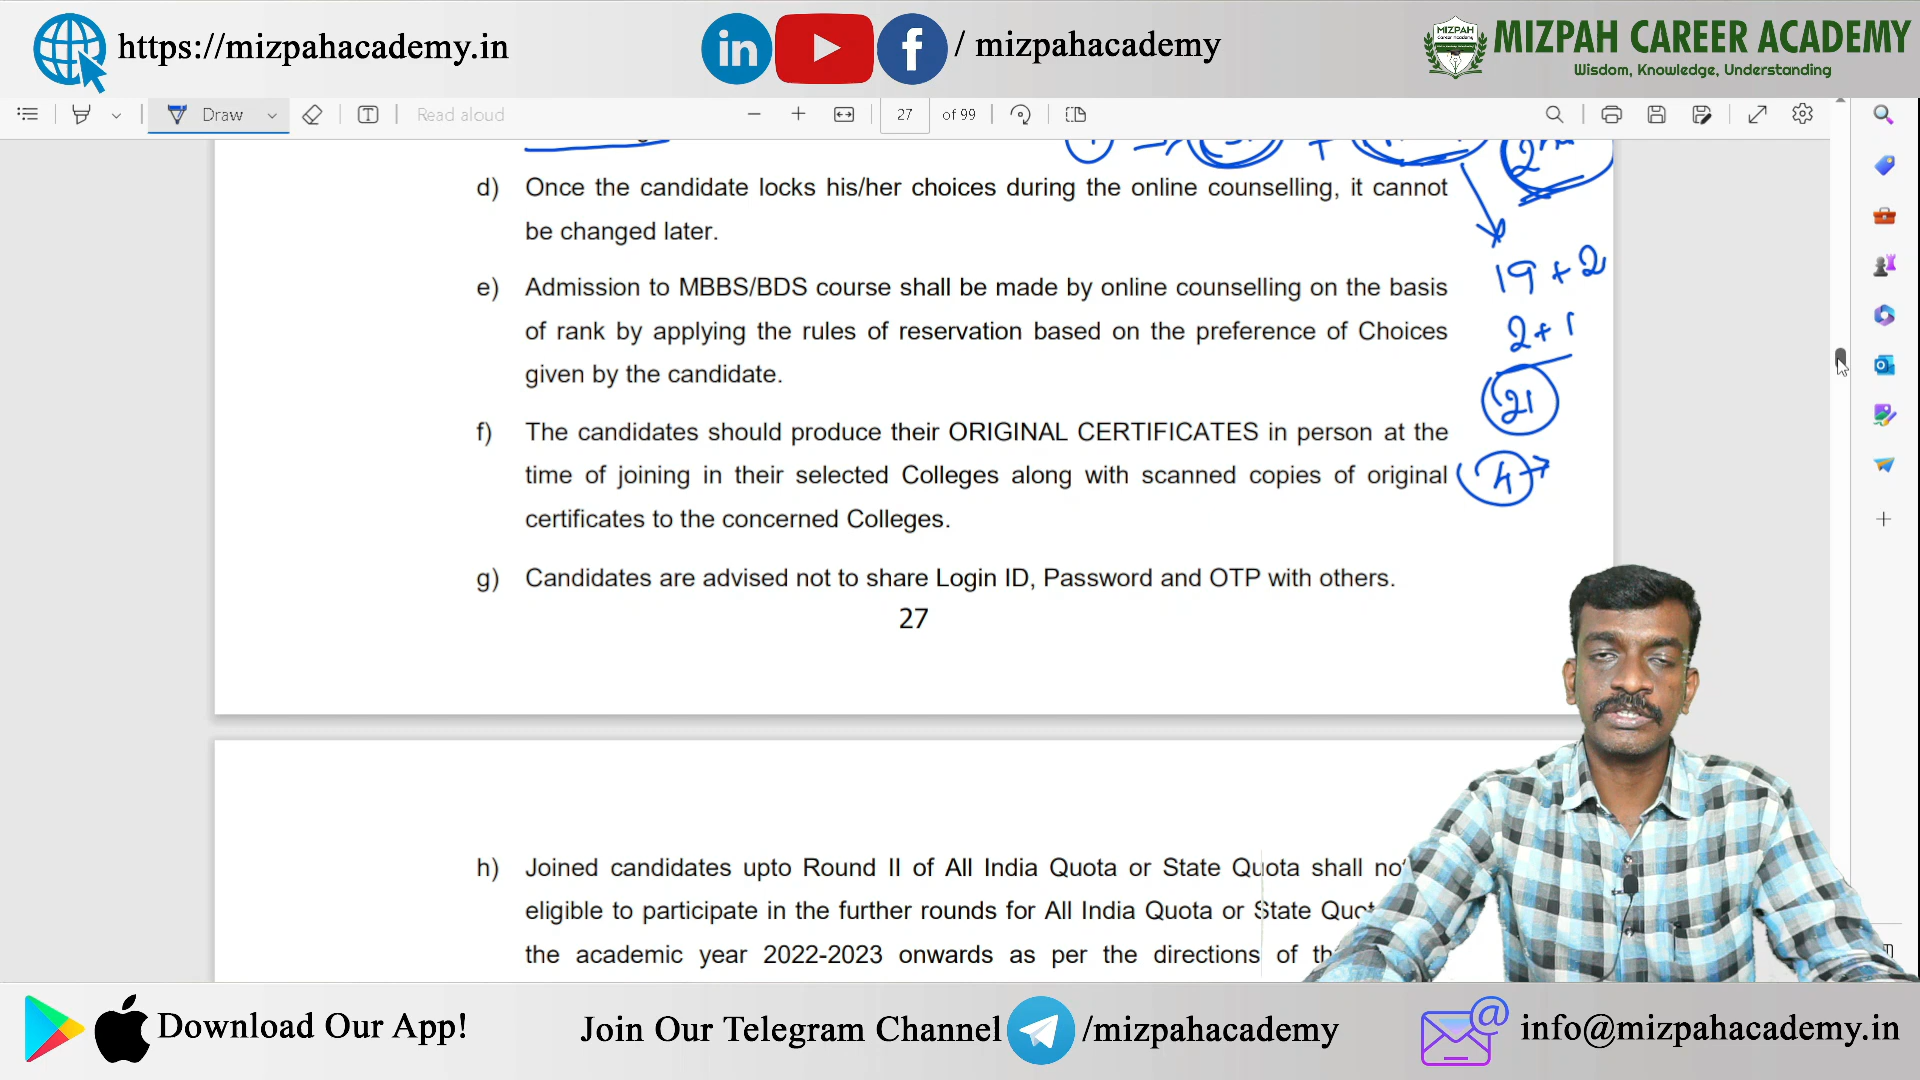 https://mizpahacademy.in
in
f
/ mizpahacademy
MIZPAH
Career Academy
MIZPAH CAREER ACADEMY
Wisdom, Knowledge, Understanding
Draw
Read aloud
27 of 99
d) Once the candidate locks his/her choices during the online counselling, it cannot
be changed later.
19 + 2
e) Admission to MBBS/BDS course shall be made by online counselling on the basis
of rank by applying the rules of reservation based on the preference of Choices
2 + 1
given by the candidate.
21
f) The candidates should produce their ORIGINAL CERTIFICATES in person at the
time of joining in their selected Colleges along with scanned copies of original
4
certificates to the concerned Colleges.
g) Candidates are advised not to share Login ID, Password and OTP with others.
27
h) Joined candidates upto Round II of All India Quota or State Quota shall
eligible to participate in the further rounds for All India Quota or State
the academic year 2022-2023 onwards as per the directions of
Download Our App!
Join Our Telegram Channel /mizpahacademy
@
info@mizpahacademy.in